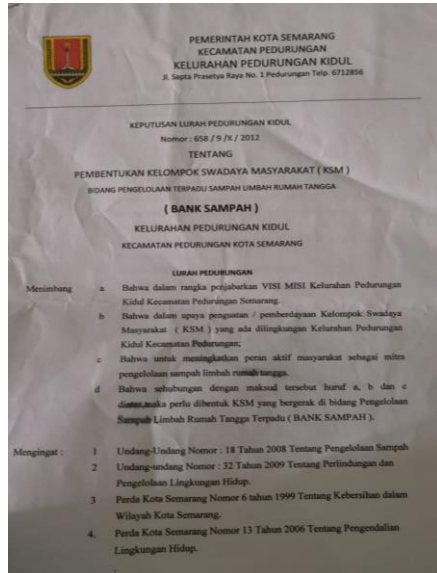 PEMERINTAH KOTA SEMARANG
KECAMATAN PEDURUNGAN
KELURAHAN PEDURUNGAN KIDUL
Jl. Sapta Prasetya Raya No. 1 Pedurungan Telp. 6712856
KEPUTUSAN LURAH PEDURUNGAN KIDUL
Nomor : 658 / 9 /X / 2012
TENTANG
PEMBENTUKAN KELOMPOK SWADAYA MASYARAKAT ( KSM )
BIDANG PENGELOLAAN TERPADU SAMPAH LIMBAH RUMAH TANGGA
( BANK SAMPAH )
KELURAHAN PEDURUNGAN KIDUL
KECAMATAN PEDURUNGAN KOTA SEMARANG
LURAH PEDURUNGAN
Menimbang a Bahwa dalam rangka penjabarkan VISI MISI Kelurahan Pedurungan
Kidul Kecamatan Pedurungan Semarang.
b Bahwa dalam upaya penguatan / pemberdayaan Kelompok Swadaya
Masyarakat ( KSM ) yang ada dilingkungan Kelurahan Pedurungan
Kidul Kecamatan Pedurungan;
c Bahwa untuk meningkatkan peran aktif masyarakat sebagai mitra
pengelolaan sampah limbah rumah tangga.
d Bahwa sehubungan dengan maksud tersebut huruf a, b dan c
diatas,maka perlu dibentuk KSM yang bergerak di bidang Pengelolaan
Sampah Limbah Rumah Tangga Terpadu ( BANK SAMPAH ).
Mengingat : 1 Undang-Undang Nomor : 18 Tahun 2008 Tentang Pengelolaan Sampah
2 Undang-undang Nomor : 32 Tahun 2009 Tentang Perlindungan dan
Pengelolaan Lingkungan Hidup.
3 Perda Kota Semarang Nomor 6 tahun 1999 Tentang Kebersihan dalam
Wilayah Kota Semarang.
4. Perda Kota Semarang Nomor 13 Tahun 2006 Tentang Pengendalian
Lingkungan Hidup.